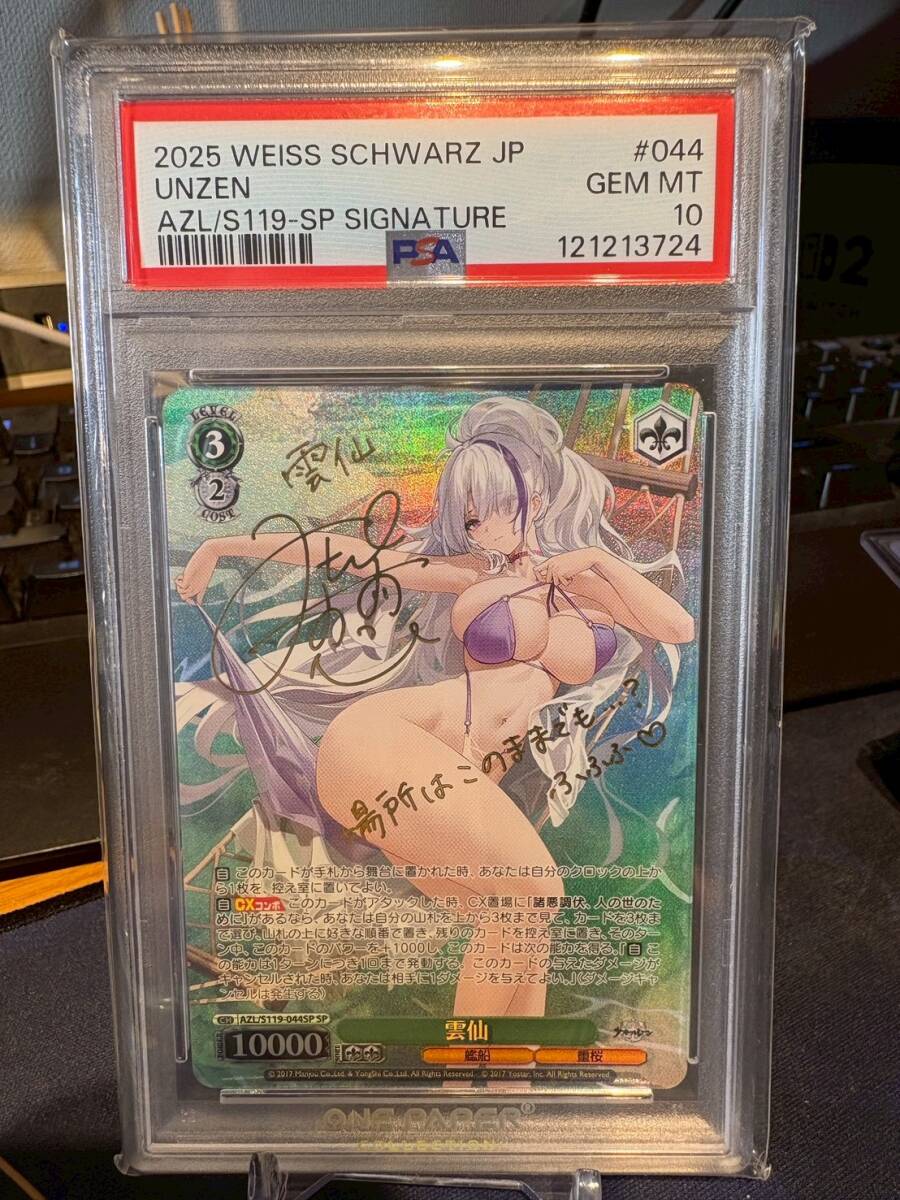 2025 WEISS SCHWARZ JP #044
UNZEN GEM MT
AZL/S119-SP SIGNATURE 10
PSA 121213724
LEVEL
3
2
COST
雲仙
場所はこのままでも…?
ふふふ♡
自 このカードが手札から舞台に置かれた時、あなたは自分のクロックの上か
ら1枚を、控え室に置いてよい。
自 CXコンボ このカードがアタックした時、CX置場に「諸悪調伏、人の世のた
めに」があるなら、あなたは自分の山札を上から3枚まで見て、カードを3枚まで
選び、山札の上に好きな順番で置き、残りのカードを控え室に置き、そのター
ン中、このカードのパワーを+1000し、このカードは次の能力を得る。『自 こ
の能力は1ターンにつき1回まで発動する。 このカードの与えたダメージが
キャンセルされた時、あなたは相手に1ダメージを与えてよい。』(ダメージキャ
ンセルは発生する)
CH AZL/S119-044SP SP
雲仙
POWER 10000 SOUL
艦船 重桜
© 2017 Manjuu Co.,Ltd. & YongShi Co.,Ltd. All Rights Reserved. © 2017 Yostar, Inc. All Rights Reserved.
2